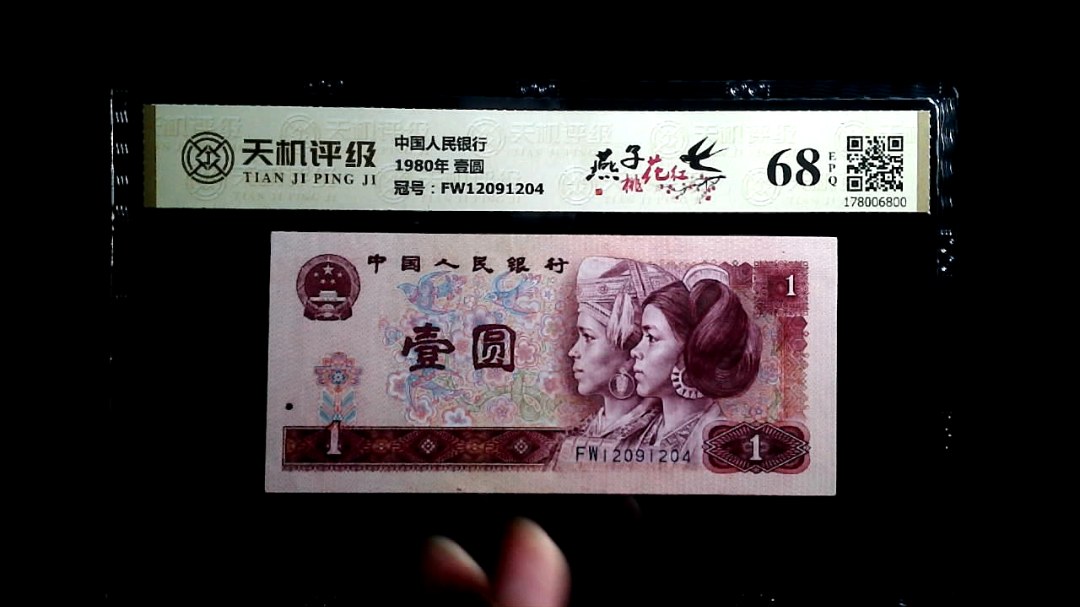 天机评级
TIAN JI PING JI
中国人民银行
1980年 壹圆
冠号：FW12091204
燕子
桃花红
68
EPQ
178006800
中国人民银行
1
壹圆
1
FW12091204
1